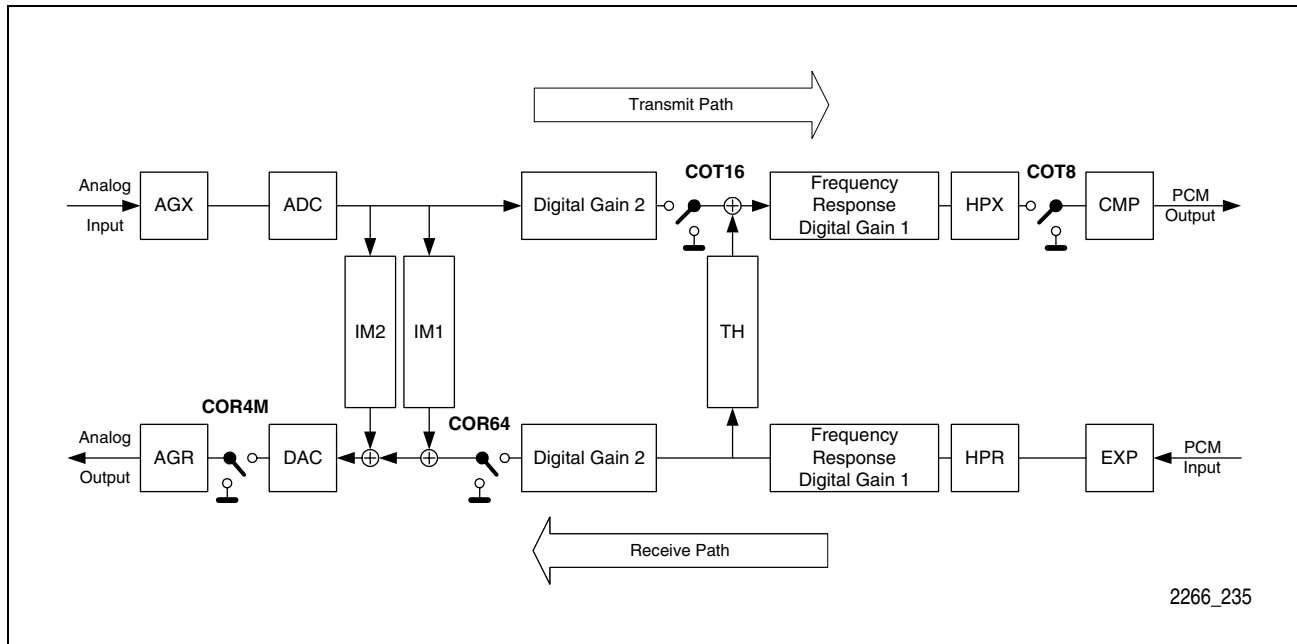 Transmit Path
Analog
Input
AGX
ADC
Digital Gain 2
COT16
Frequency
Response
Digital Gain 1
HPX
COT8
CMP
PCM
Output
IM2
IM1
TH
Analog
Output
AGR
COR4M
DAC
COR64
Digital Gain 2
Frequency
Response
Digital Gain 1
HPR
EXP
PCM
Input
Receive Path
2266_235